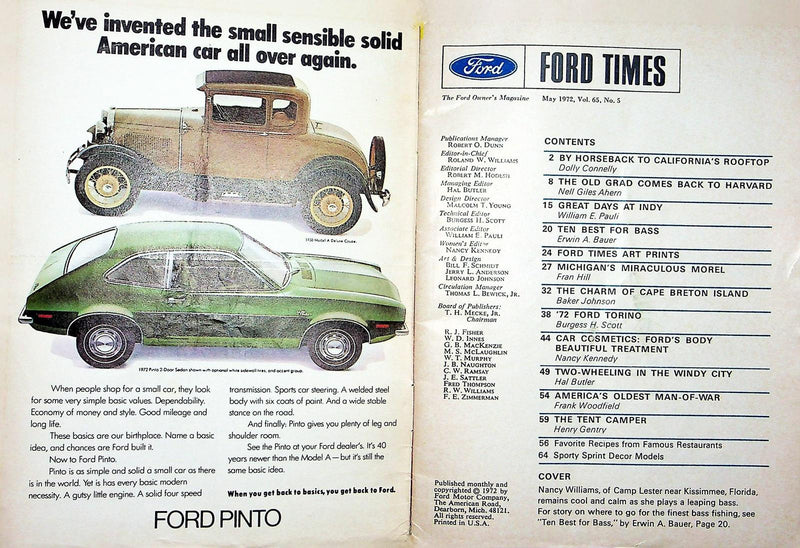 We've invented the small sensible solid
American car all over again.
1930 Model A Deluxe Coupe.
1972 Pinto 2-Door Sedan shown with optional white sidewall tires, and accent group.
When people shop for a small car, they look
for some very simple basic values. Dependability.
Economy of money and style. Good mileage and
long life.
These basics are our birthplace. Name a basic
idea, and chances are Ford built it.
Now to Ford Pinto.
Pinto is as simple and solid a small car as there
is in the world. Yet is has every basic modern
necessity. A gutsy little engine. A solid four speed
transmission. Sports car steering. A welded steel
body with six coats of paint. And a wide stable
stance on the road.
And finally: Pinto gives you plenty of leg and
shoulder room.
See the Pinto at your Ford dealer's. It's 40
years newer than the Model A—but it's still the
same basic idea.
When you get back to basics, you get back to Ford.
FORD PINTO
Ford
FORD TIMES
The Ford Owner's Magazine May 1972, Vol. 65, No. 5
Publications Manager
ROBERT O. DUNN
Editor-in-Chief
ROLAND W. WILLIAMS
Editorial Director
ROBERT M. HODESH
Managing Editor
HAL BUTLER
Design Director
MALCOLM T. YOUNG
Technical Editor
BURGESS H. SCOTT
Associate Editor
WILLIAM E. PAULI
Women's Editor
NANCY KENNEDY
Art & Design
BILL F. SCHMIDT
JERRY L. ANDERSON
LEONARD JOHNSON
Circulation Manager
THOMAS L. BEWICK, JR.
Board of Publishers:
T. H. MECKE, JR.
Chairman
R. J. FISHER
W. D. INNES
G. B. MACKENZIE
M. S. MCLAUGHLIN
W. T. MURPHY
J. B. NAUGHTON
C. W. RAMSAY
J. E. SATTLER
FRED THOMPSON
R. W. WILLIAMS
F. E. ZIMMERMAN
Published monthly and
copyrighted © 1972 by
Ford Motor Company,
The American Road,
Dearborn, Mich. 48121.
All rights reserved.
Printed in U.S.A.
CONTENTS
2 BY HORSEBACK TO CALIFORNIA'S ROOFTOP
Dolly Connelly
8 THE OLD GRAD COMES BACK TO HARVARD
Nell Giles Ahern
15 GREAT DAYS AT INDY
William E. Pauli
20 TEN BEST FOR BASS
Erwin A. Bauer
24 FORD TIMES ART PRINTS
27 MICHIGAN'S MIRACULOUS MOREL
Fran Hill
32 THE CHARM OF CAPE BRETON ISLAND
Baker Johnson
38 '72 FORD TORINO
Burgess H. Scott
44 CAR COSMETICS: FORD'S BODY
BEAUTIFUL TREATMENT
Nancy Kennedy
49 TWO-WHEELING IN THE WINDY CITY
Hal Butler
54 AMERICA'S OLDEST MAN-OF-WAR
Frank Woodfield
59 THE TENT CAMPER
Henry Gentry
56 Favorite Recipes from Famous Restaurants
64 Sporty Sprint Decor Models
COVER
Nancy Williams, of Camp Lester near Kissimmee, Florida,
remains cool and calm as she plays a leaping bass.
For story on where to go for the finest bass fishing, see
"Ten Best for Bass," by Erwin A. Bauer, Page 20.